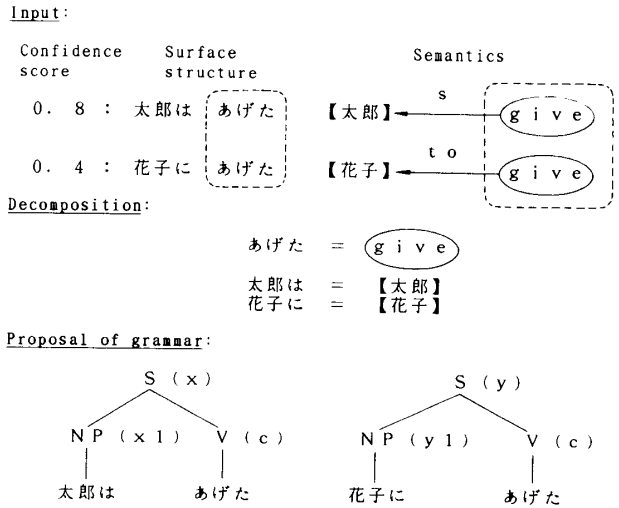 Input:
Confidence Surface Semantics
score structure
0. 8 : 太郎は あげた 【太郎】 s give
0. 4 : 花子に あげた 【花子】 to give
Decomposition:
あげた = give
太郎は = 【太郎】
花子に = 【花子】
Proposal of grammar:
S (x) S (y)
NP (x1) V (c) NP (y1) V (c)
太郎は あげた 花子に あげた